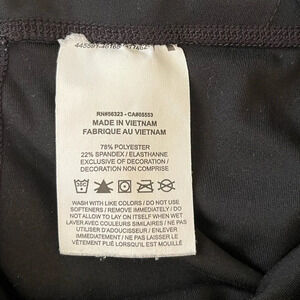 RN#56323 - CA#05553
MADE IN VIETNAM
FABRIQUE AU VIETNAM
78% POLYESTER
22% SPANDEX / ELASTHANNE
EXCLUSIVE OF DECORATION /
DECORATION NON COMPRISE
WASH WITH LIKE COLORS / DO NOT USE
SOFTENERS / REMOVE IMMEDIATELY / DO
NOT ALLOW TO LAY ON ITSELF WHEN WET
LAVER AVEC COULEURS SIMILAIRES / NE PAS
UTILISER D'ADOUCISSEUR / ENLEVER
IMMÉDIATEMENT / NE PAS LAISSER LE
VÊTEMENT PLIÉ LORSQU'IL EST MOUILLÉ